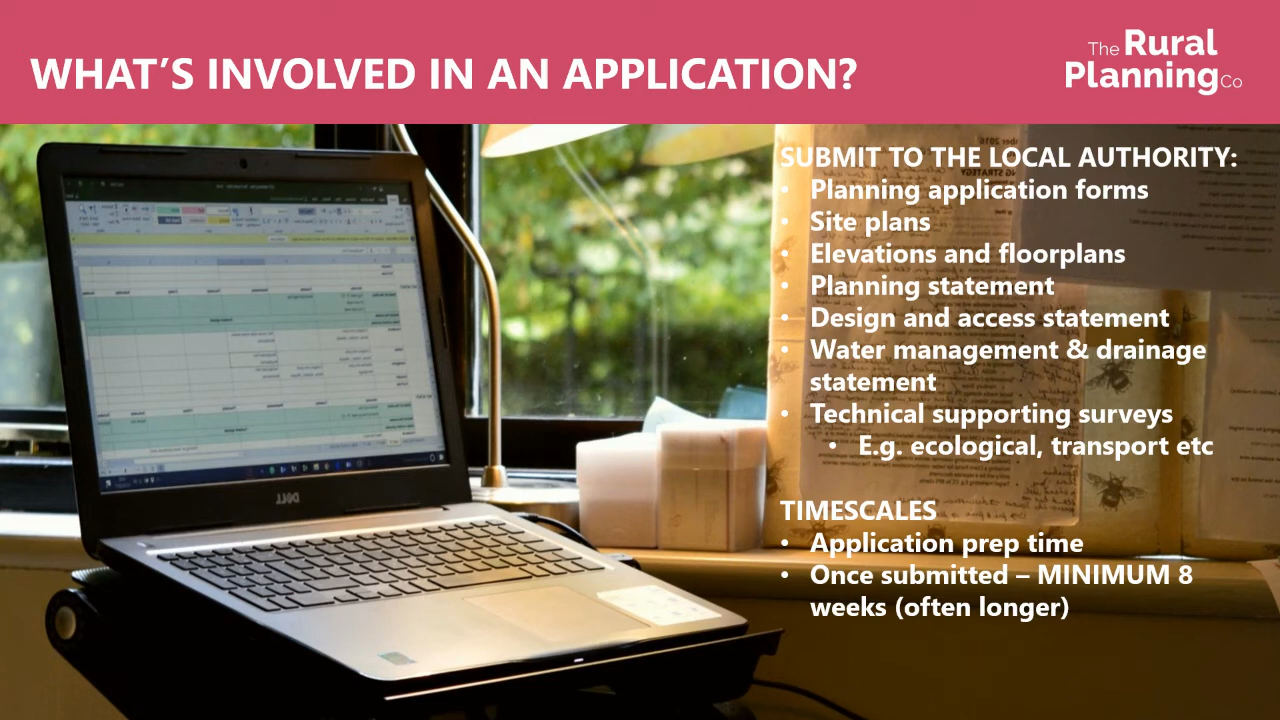 WHAT'S INVOLVED IN AN APPLICATION?
The Rural
Planning Co
SUBMIT TO THE LOCAL AUTHORITY:
• Planning application forms
• Site plans
• Elevations and floorplans
• Planning statement
• Design and access statement
• Water management & drainage
statement
• Technical supporting surveys
• E.g. ecological, transport etc
TIMESCALES
• Application prep time
• Once submitted – MINIMUM 8
weeks (often longer)
DELL